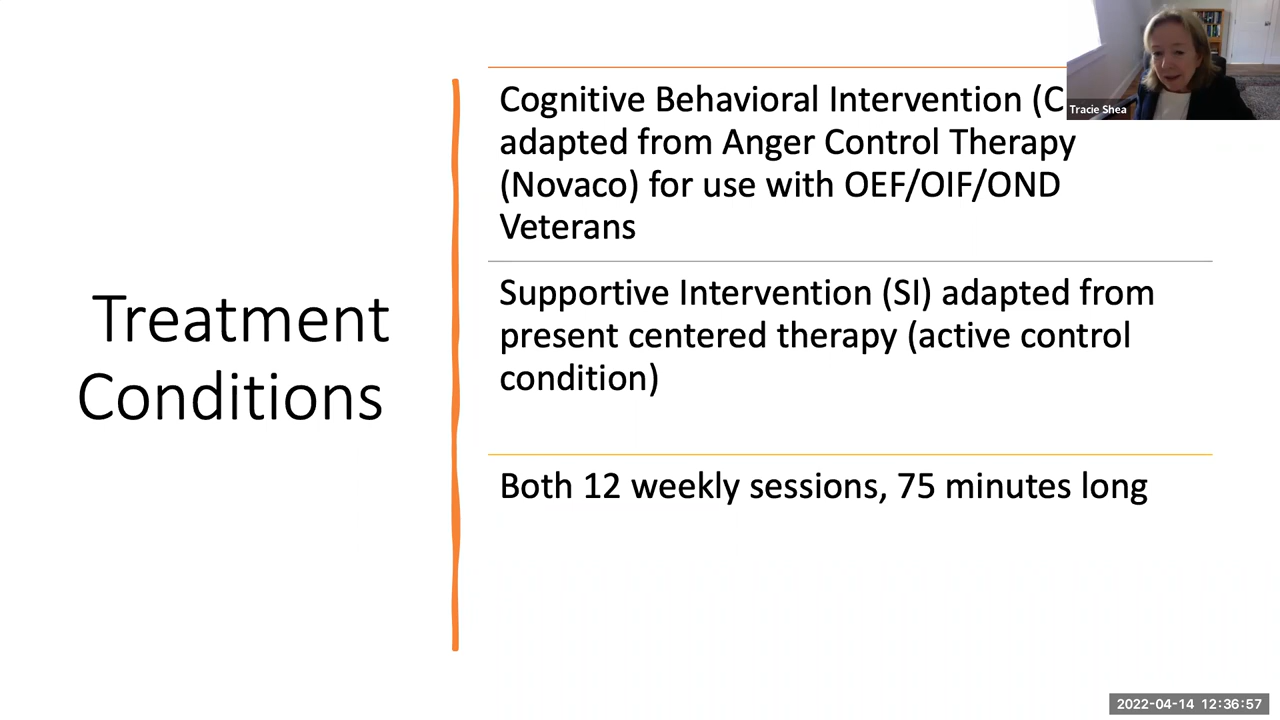 Cognitive Behavioral Intervention (C
adapted from Anger Control Therapy
(Novaco) for use with OEF/OIF/OND
Veterans
Tracie Shea
Supportive Intervention (SI) adapted from
present centered therapy (active control
condition)
Treatment
Conditions
Both 12 weekly sessions, 75 minutes long
2022-04-14 12:36:57